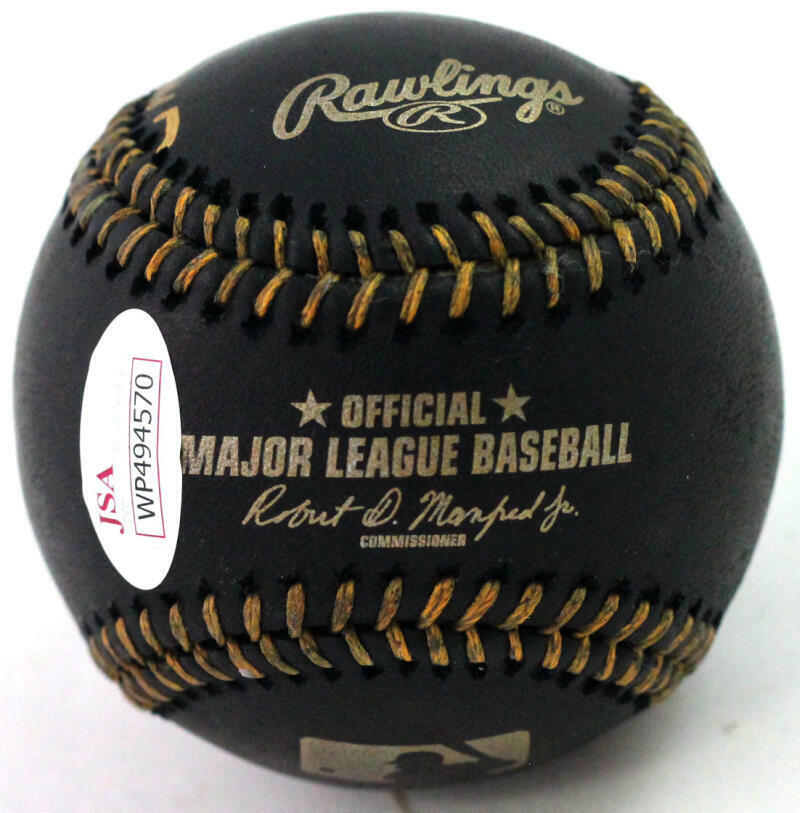 Rawlings®
R
★ OFFICIAL ★
MAJOR LEAGUE BASEBALL
Robert D. Manfred Jr.
COMMISSIONER
JSA
WP494570